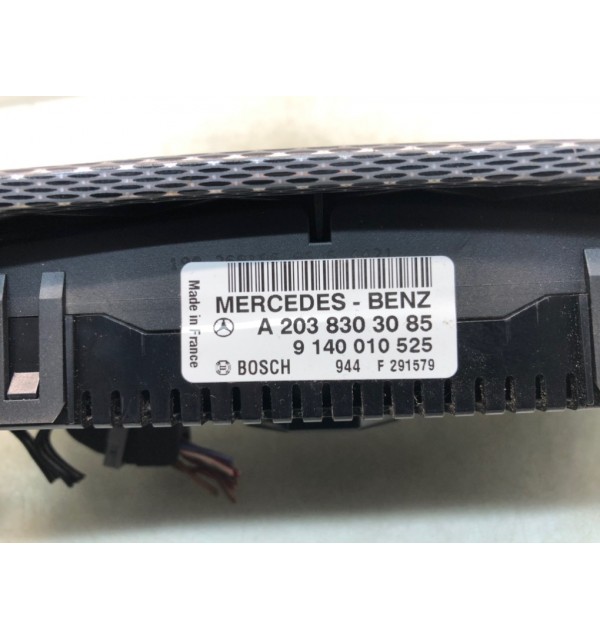 MERCEDES - BENZ
A 203 830 30 85
9 140 010 525
BOSCH 944 F 291579
Made in France